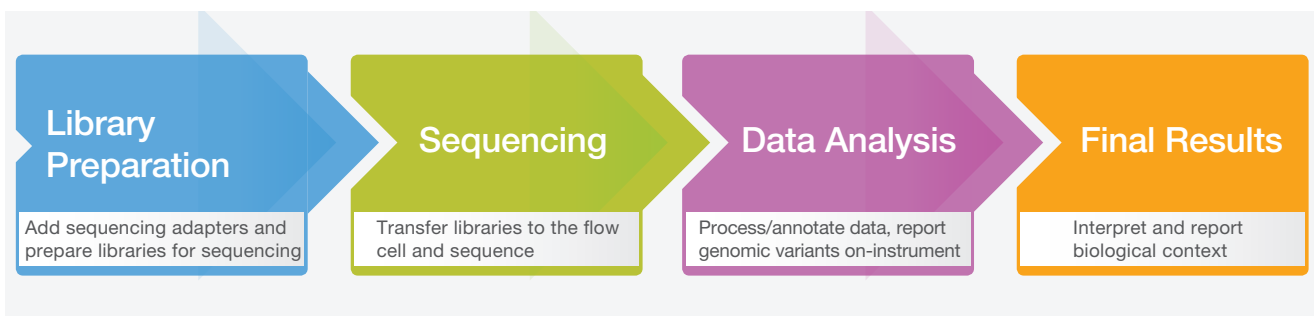 Library
Preparation
Add sequencing adapters and
prepare libraries for sequencing
Sequencing
Transfer libraries to the flow
cell and sequence
Data Analysis
Process/annotate data, report
genomic variants on-instrument
Final Results
Interpret and report
biological context